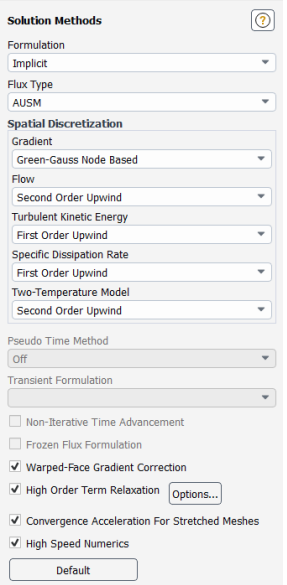 Solution Methods
?
Formulation
Implicit
Flux Type
AUSM
Spatial Discretization
Gradient
Green-Gauss Node Based
Flow
Second Order Upwind
Turbulent Kinetic Energy
First Order Upwind
Specific Dissipation Rate
First Order Upwind
Two-Temperature Model
Second Order Upwind
Pseudo Time Method
Off
Transient Formulation
Non-Iterative Time Advancement
Frozen Flux Formulation
Warped-Face Gradient Correction
High Order Term Relaxation Options...
Convergence Acceleration For Stretched Meshes
High Speed Numerics
Default